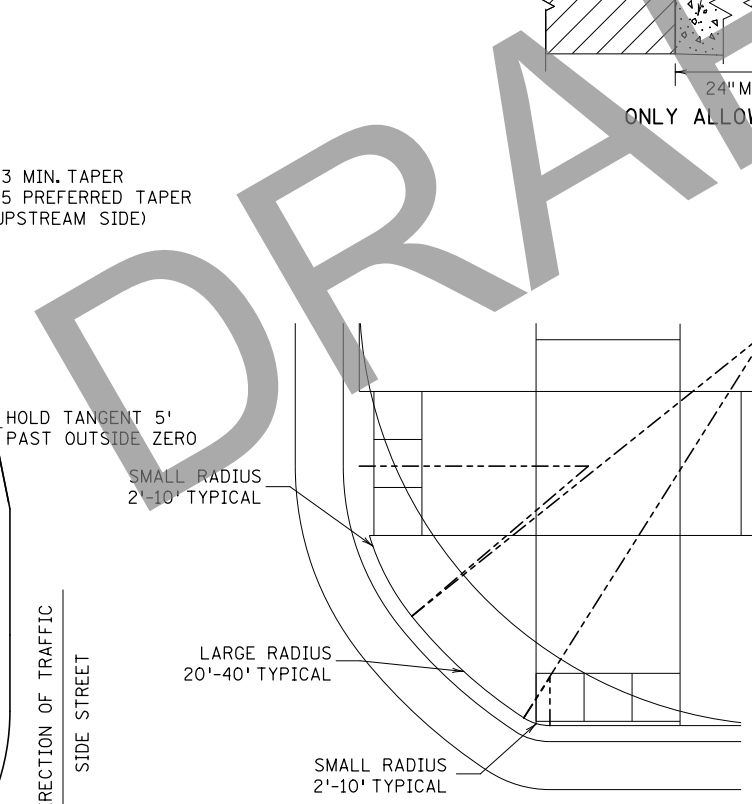 24"M
ONLY ALLOW
3 MIN. TAPER
5 PREFERRED TAPER
UPSTREAM SIDE)
DRA
HOLD TANGENT 5'
PAST OUTSIDE ZERO
SMALL RADIUS
2'-10' TYPICAL
LARGE RADIUS
20'-40' TYPICAL
SMALL RADIUS
2'-10' TYPICAL
RECTION OF TRAFFIC
SIDE STREET